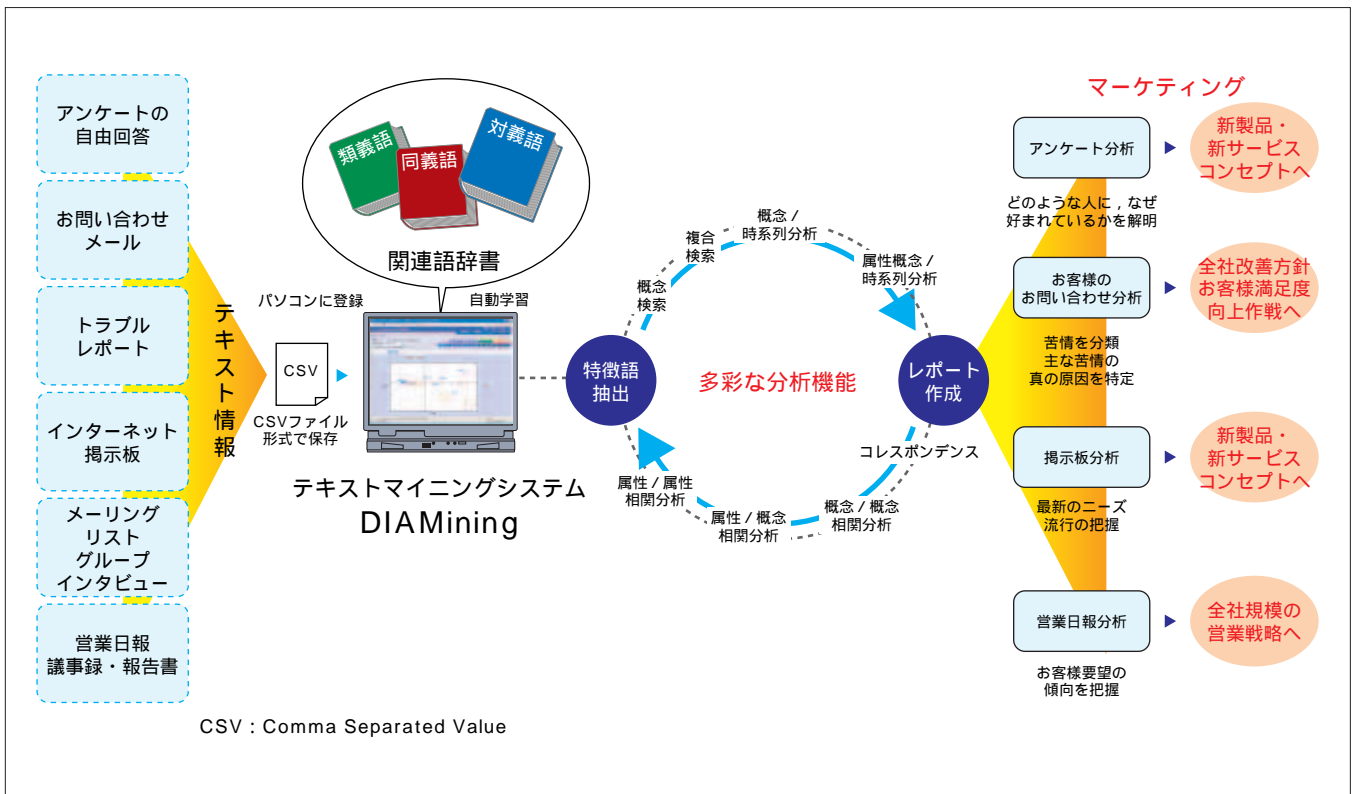 アンケートの
自由回答
お問い合わせ
メール
トラブル
レポート
インターネット
掲示板
メーリング
リスト
グループ
インタビュー
営業日報
議事録・報告書
テキスト情報
類義語
同義語
対義語
関連語辞書
パソコンに登録
自動学習
CSV
CSVファイル
形式で保存
テキストマイニングシステム
DIAMining
特徴語
抽出
概念
検索
複合
検索
概念 /
時系列分析
属性概念 /
時系列分析
多彩な分析機能
レポート
作成
コレスポンデンス
概念 / 概念
相関分析
属性 / 概念
相関分析
属性 / 属性
相関分析
マーケティング
アンケート分析
新製品・
新サービス
コンセプトへ
どのような人に , なぜ
好まれているかを解明
お客様の
お問い合わせ分析
全社改善方針
お客様満足度
向上作戦へ
苦情を分類
主な苦情の
真の原因を特定
掲示板分析
新製品・
新サービス
コンセプトへ
最新のニーズ
流行の把握
営業日報分析
全社規模の
営業戦略へ
お客様要望の
傾向を把握
CSV : Comma Separated Value